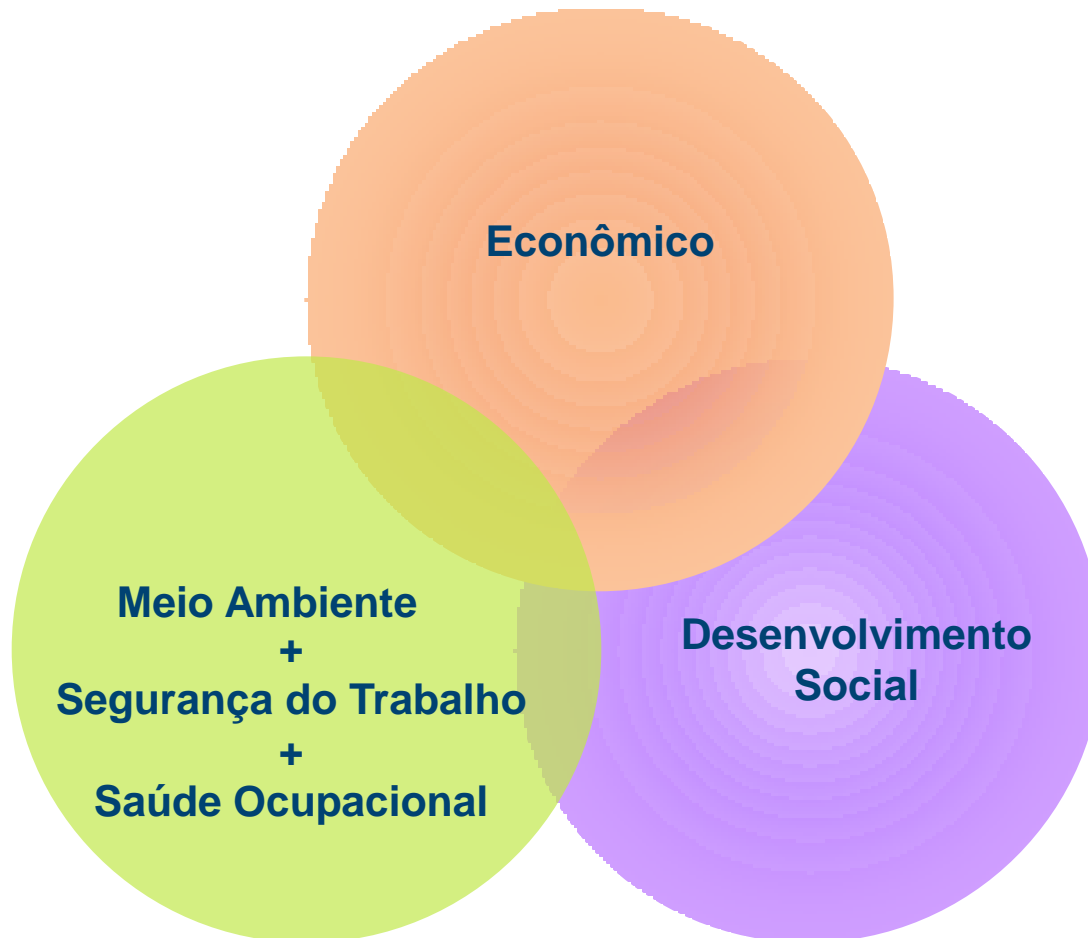 Econômico
Meio Ambiente
+
Segurança do Trabalho
+
Saúde Ocupacional
Desenvolvimento
Social